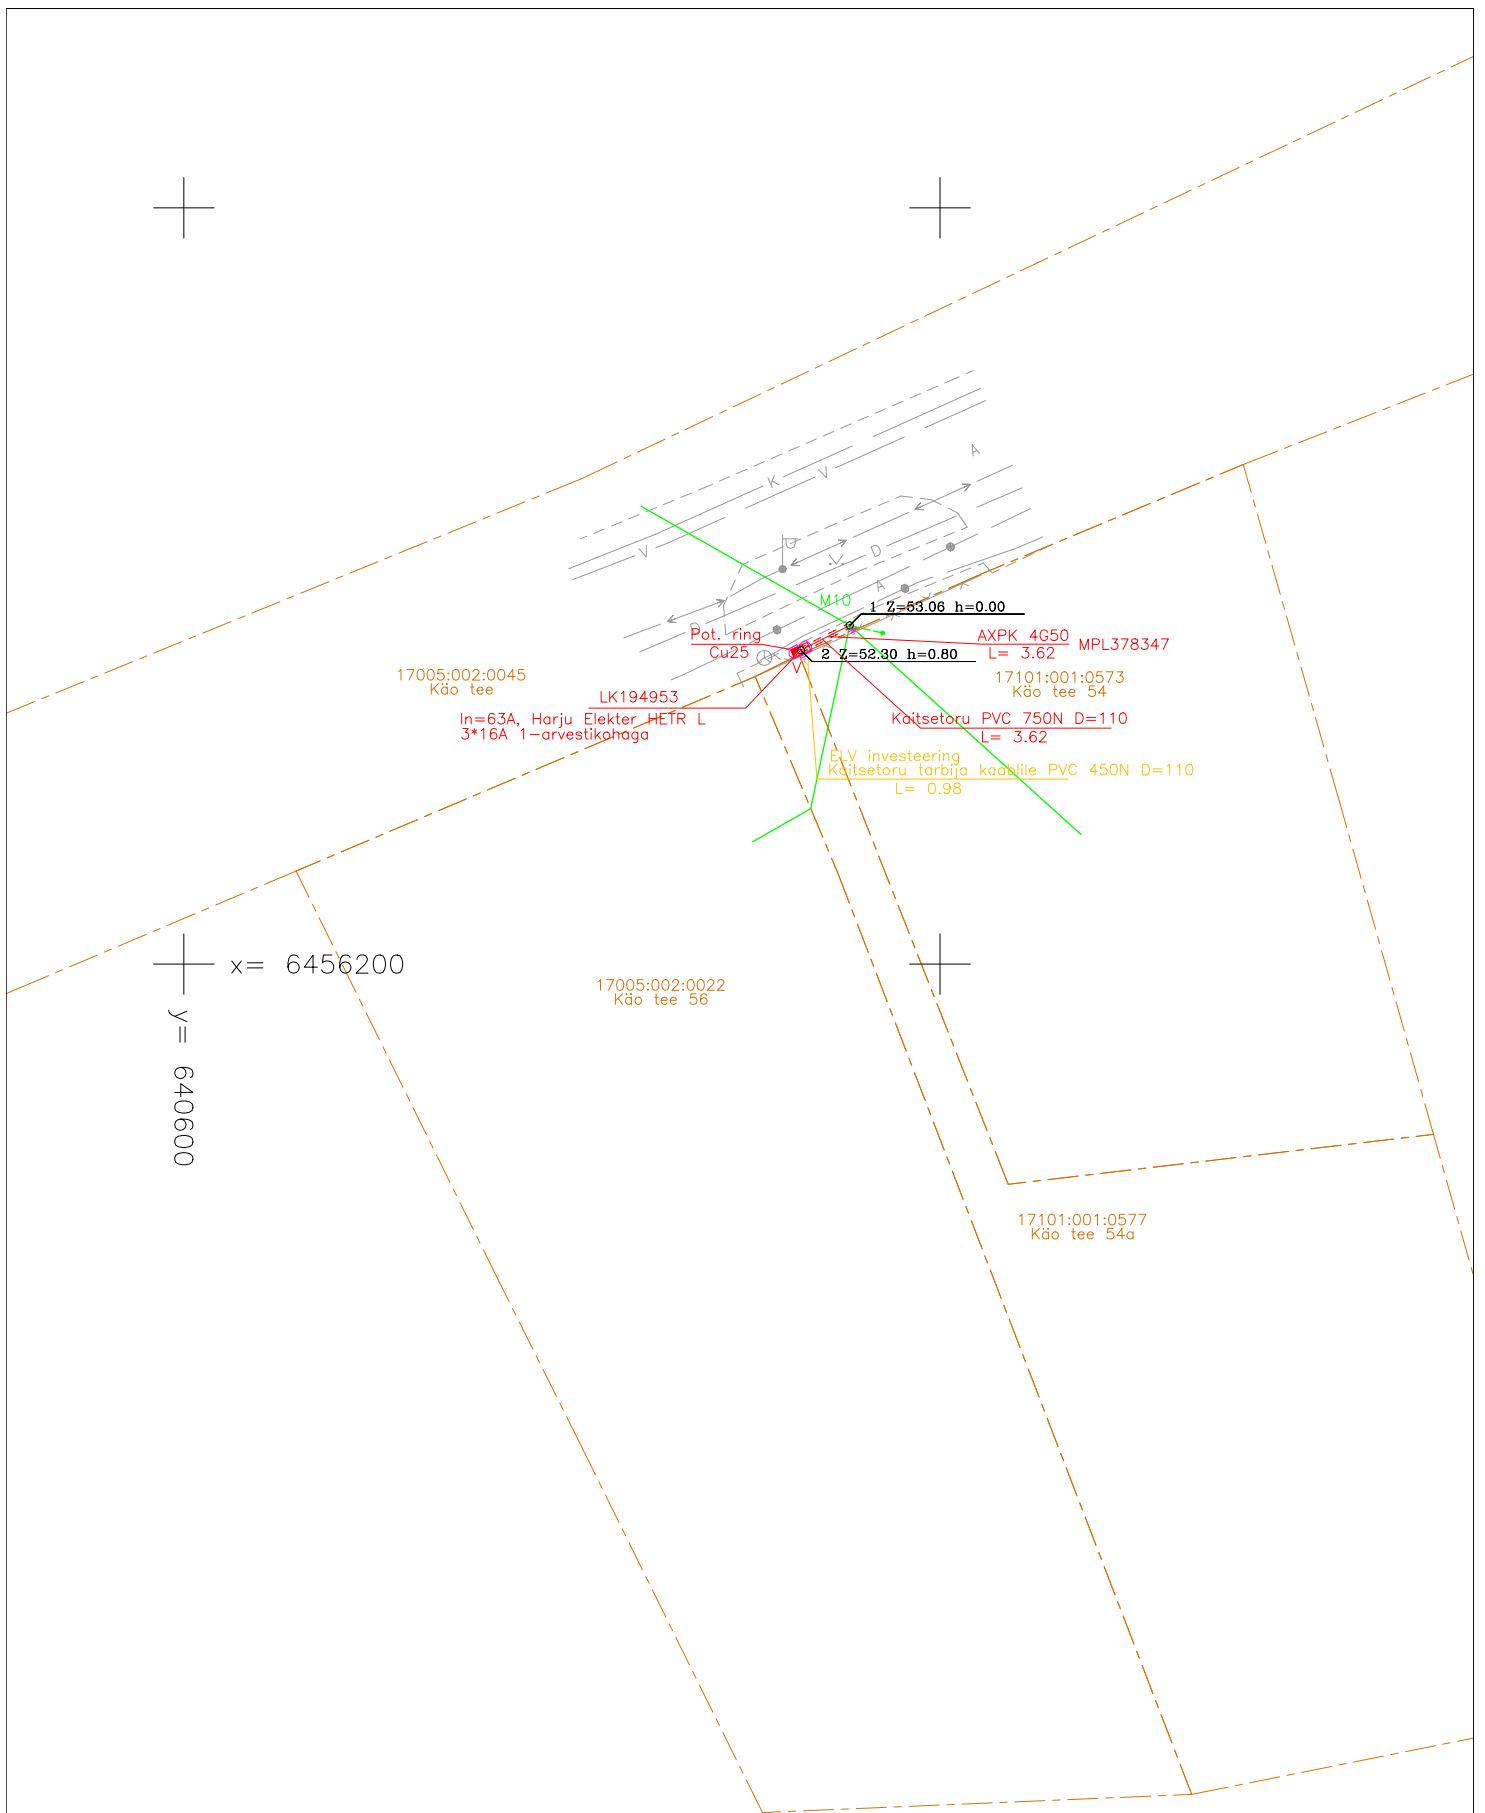 K
V
A
V
D
A
D
M10
1 Z=53.06 h=0.00
Pot. ring
Cu25
2 Z=52.30 h=0.80
AXPK 4G50
L= 3.62
MPL378347
17005:002:0045
Käo tee
17101:001:0573
Käo tee 54
LK194953
In=63A, Harju Elekter HETR L
3*16A 1-arvestikohaga
Kaitsetoru PVC 750N D=110
L= 3.62
ELV investeering
Kaitsetoru tarbija kaablile PVC 450N D=110
L= 0.98
x= 6456200
y= 640600
17005:002:0022
Käo tee 56
17101:001:0577
Käo tee 54a